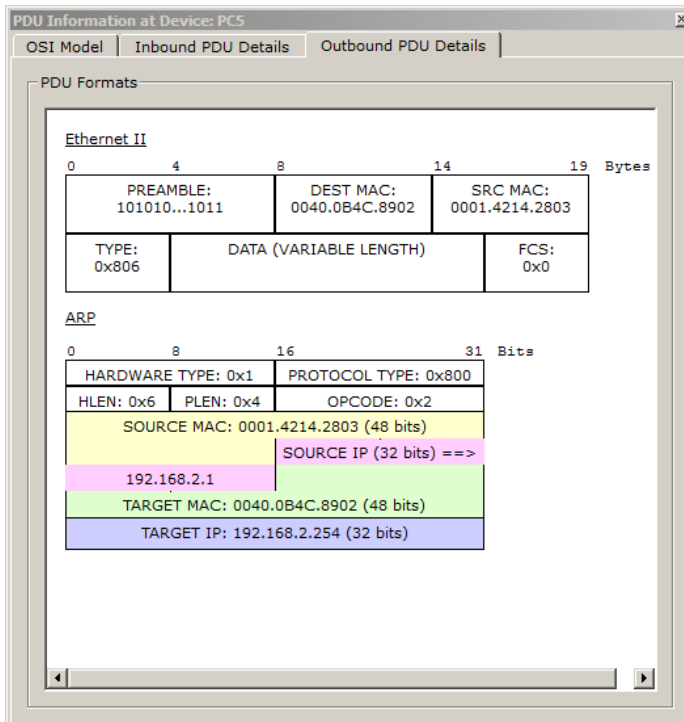 PDU Information at Device: PC5
OSI Model Inbound PDU Details Outbound PDU Details
PDU Formats
Ethernet II
0 4 8 14 19 Bytes
PREAMBLE: DEST MAC: SRC MAC:
101010...1011 0040.0B4C.8902 0001.4214.2803
TYPE: DATA (VARIABLE LENGTH) FCS:
0x806 0x0
ARP
0 8 16 31 Bits
HARDWARE TYPE: 0x1 PROTOCOL TYPE: 0x800
HLEN: 0x6 PLEN: 0x4 OPCODE: 0x2
SOURCE MAC: 0001.4214.2803 (48 bits)
SOURCE IP (32 bits) ==>
192.168.2.1
TARGET MAC: 0040.0B4C.8902 (48 bits)
TARGET IP: 192.168.2.254 (32 bits)